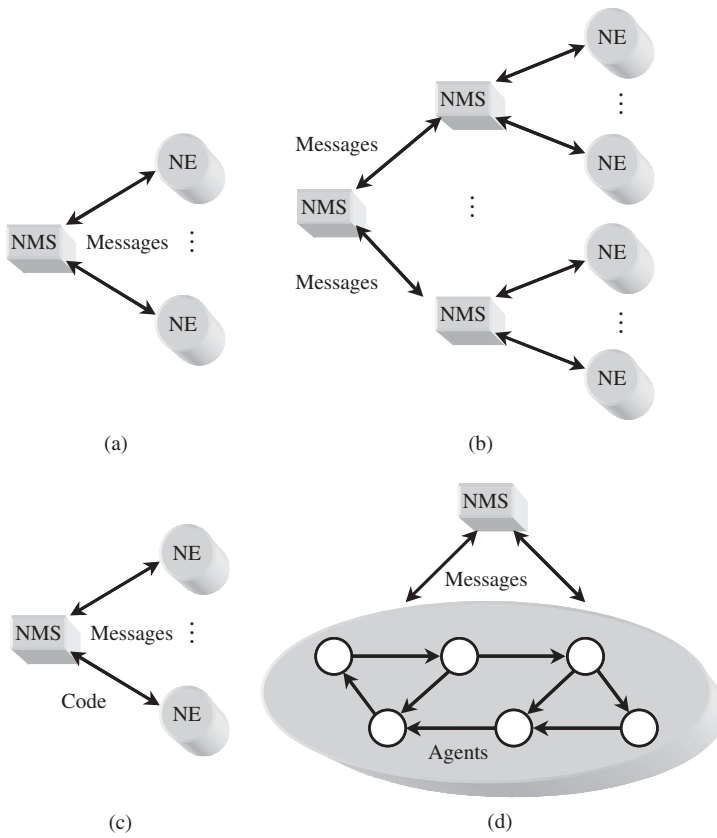 NE
NMS
Messages
⋮
NE
(a)
NE
NMS
⋮
Messages
NE
NMS
⋮
Messages
NE
NMS
⋮
NE
(b)
NE
NMS
Messages
⋮
Code
NE
(c)
NMS
Messages
Agents
(d)